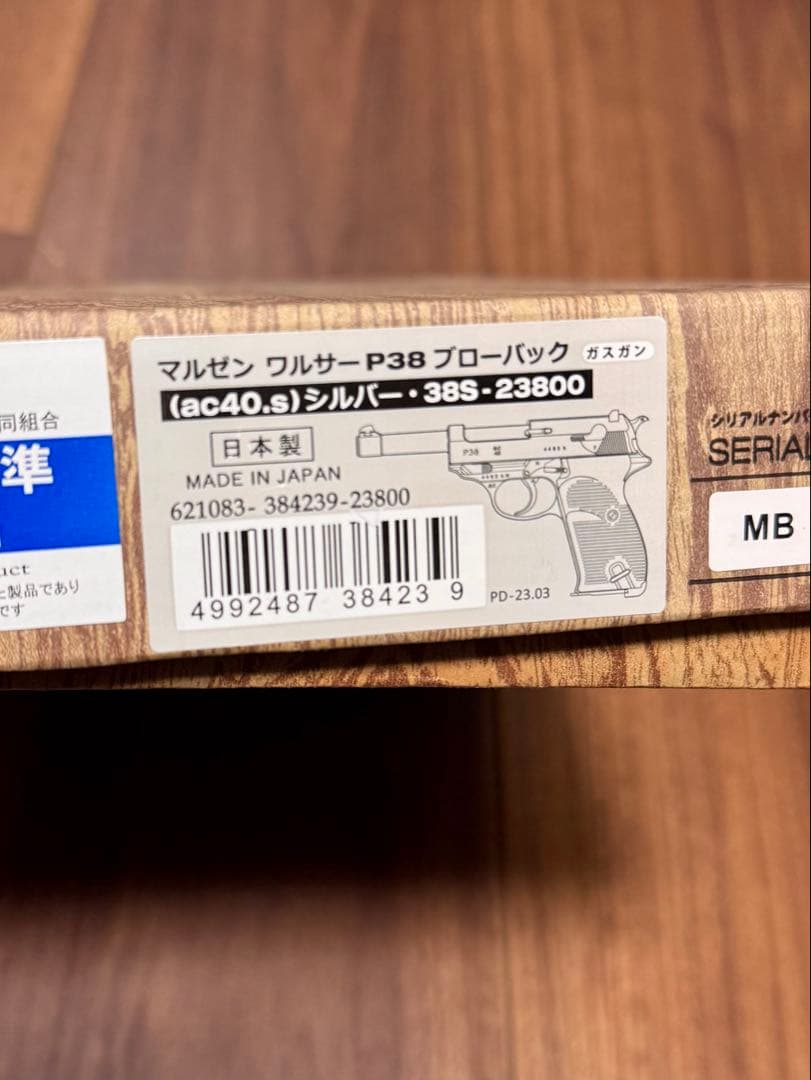 同組合
準
uct
製品であり
です
マルゼン ワルサーP38 ブローバック ガスガン
(ac40.s)シルバー・38S-23800
日本製
MADE IN JAPAN
621083- 384239-23800
4992487 38423 9
P38
PD-23.03
シリアルナンバ
SERIAL
MB